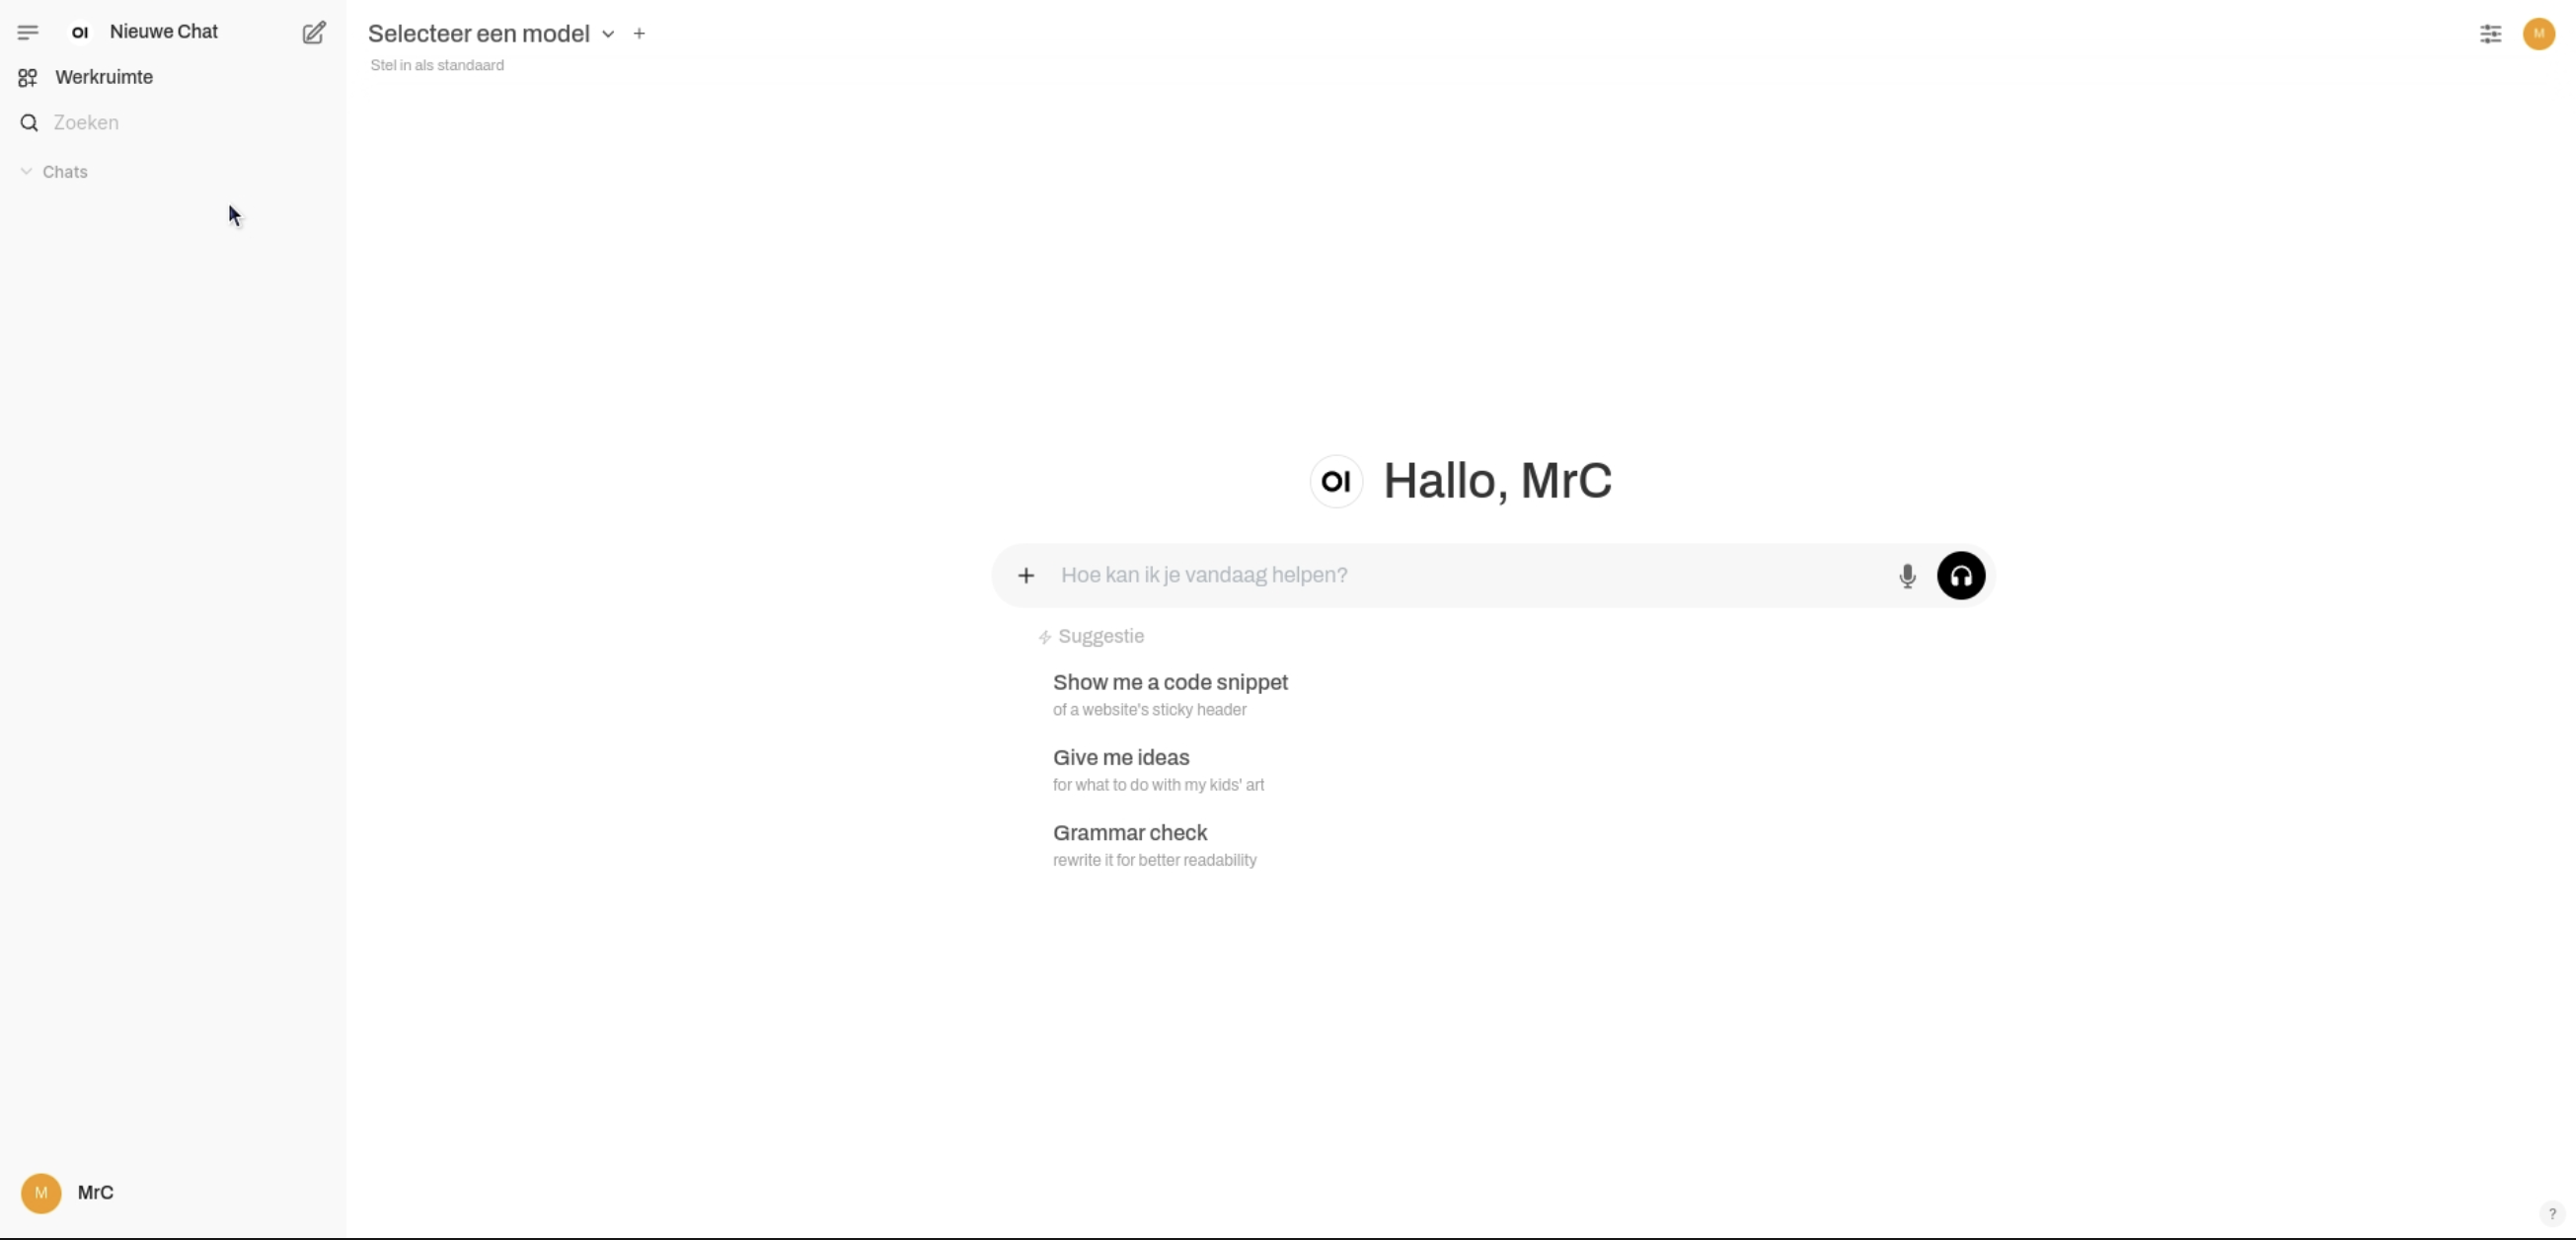 OI Nieuwe Chat
Werkruimte
Zoeken
Chats
Selecteer een model
Stel in als standaard
M
OI Hallo, MrC
Hoe kan ik je vandaag helpen?
Suggestie
Show me a code snippet
of a website's sticky header
Give me ideas
for what to do with my kids' art
Grammar check
rewrite it for better readability
M MrC
?